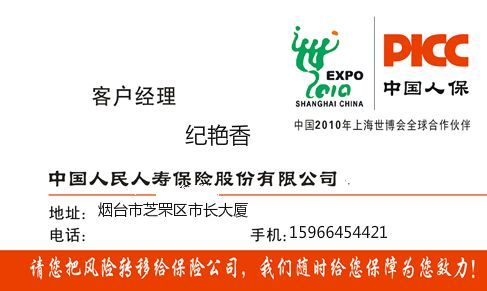 EXPO
2010
SHANGHAI CHINA
PICC
中国人保
中国2010年上海世博会全球合作伙伴
客户经理
纪艳香
中国人民人寿保险股份有限公司
地址: 烟台市芝罘区市长大厦
电话: 手机:15966454421
请您把风险转移给保险公司，我们随时给您保障为您效力!